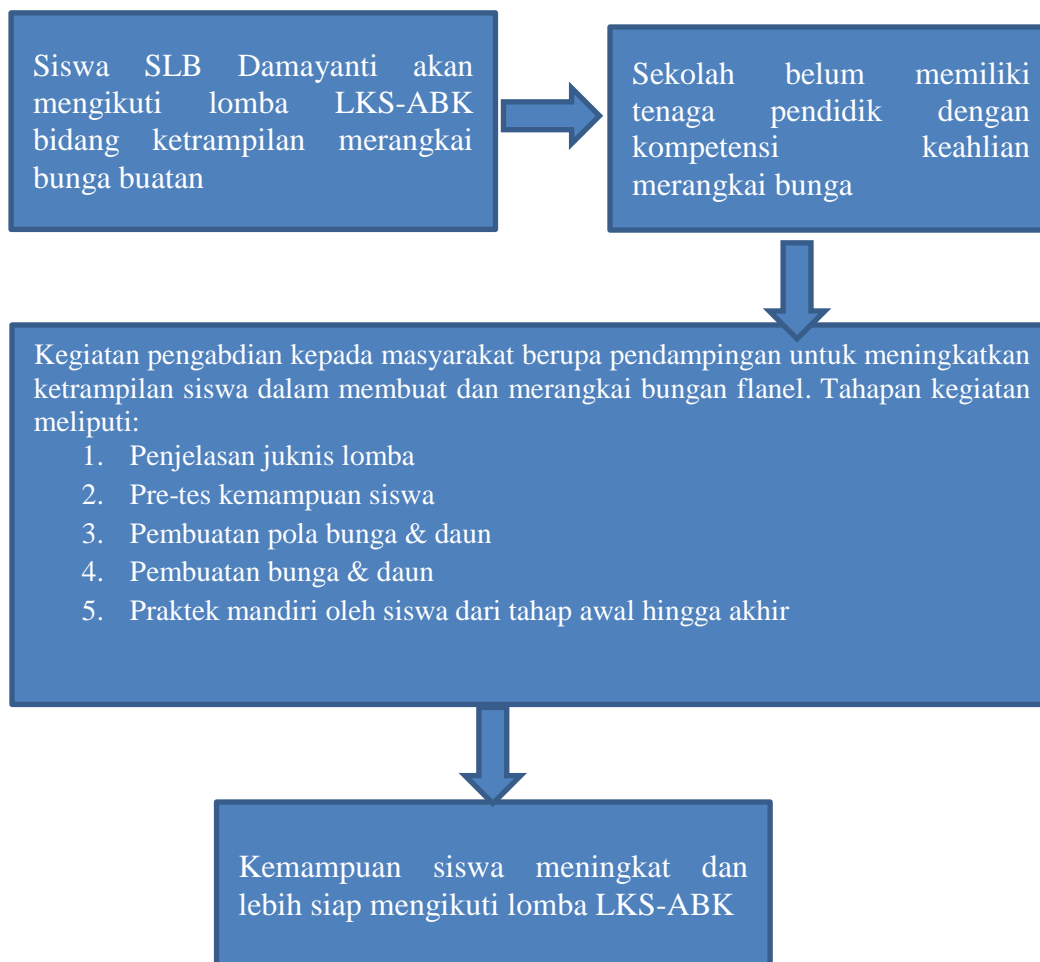 Siswa SLB Damayanti akan
mengikuti lomba LKS-ABK
bidang ketrampilan merangkai
bunga buatan
Sekolah belum memiliki
tenaga pendidik dengan
kompetensi keahlian
merangkai bunga
Kegiatan pengabdian kepada masyarakat berupa pendampingan untuk meningkatkan
ketrampilan siswa dalam membuat dan merangkai bungan flanel. Tahapan kegiatan
meliputi:
1. Penjelasan juknis lomba
2. Pre-tes kemampuan siswa
3. Pembuatan pola bunga & daun
4. Pembuatan bunga & daun
5. Praktek mandiri oleh siswa dari tahap awal hingga akhir
Kemampuan siswa meningkat dan
lebih siap mengikuti lomba LKS-ABK